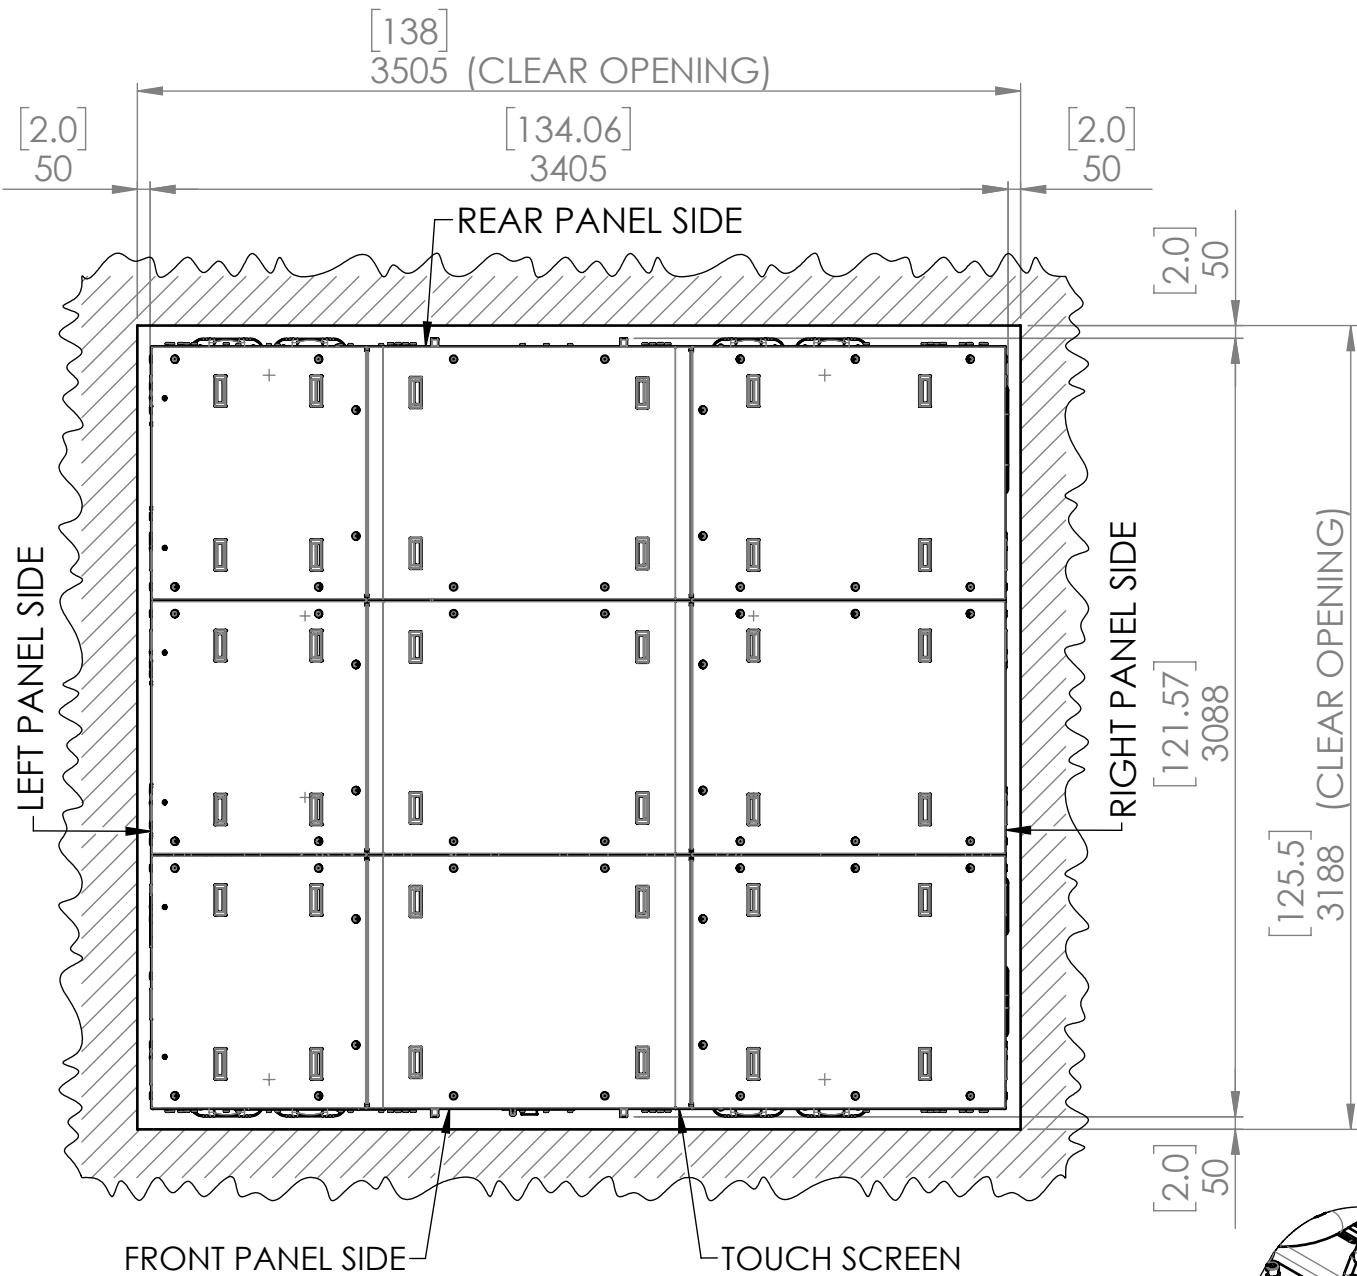 [138]
3505 (CLEAR OPENING)
[2.0]
50
[134.06]
3405
[2.0]
50
REAR PANEL SIDE
[2.0]
50
LEFT PANEL SIDE
RIGHT PANEL SIDE
[121.57]
3088
[125.5]
3188 (CLEAR OPENING)
[2.0]
50
FRONT PANEL SIDE
TOUCH SCREEN